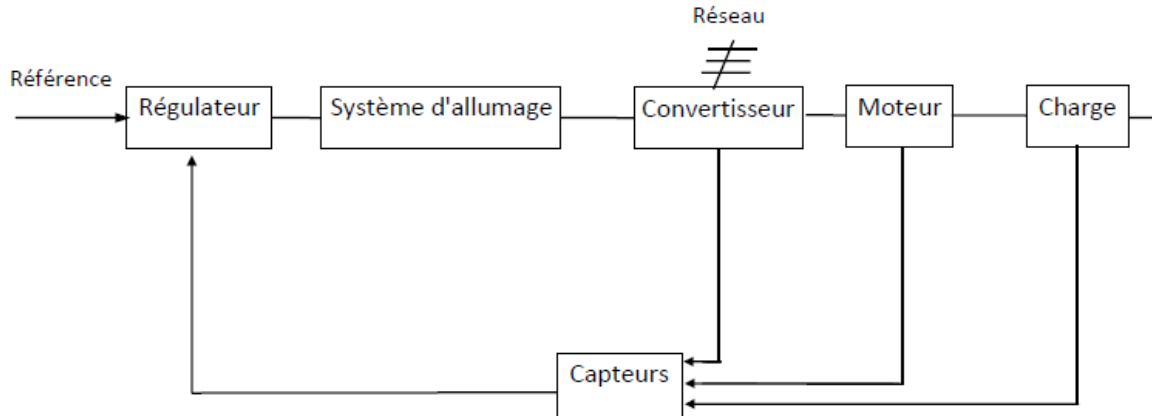 Réseau
Référence
Régulateur
Système d'allumage
Convertisseur
Moteur
Charge
Capteurs